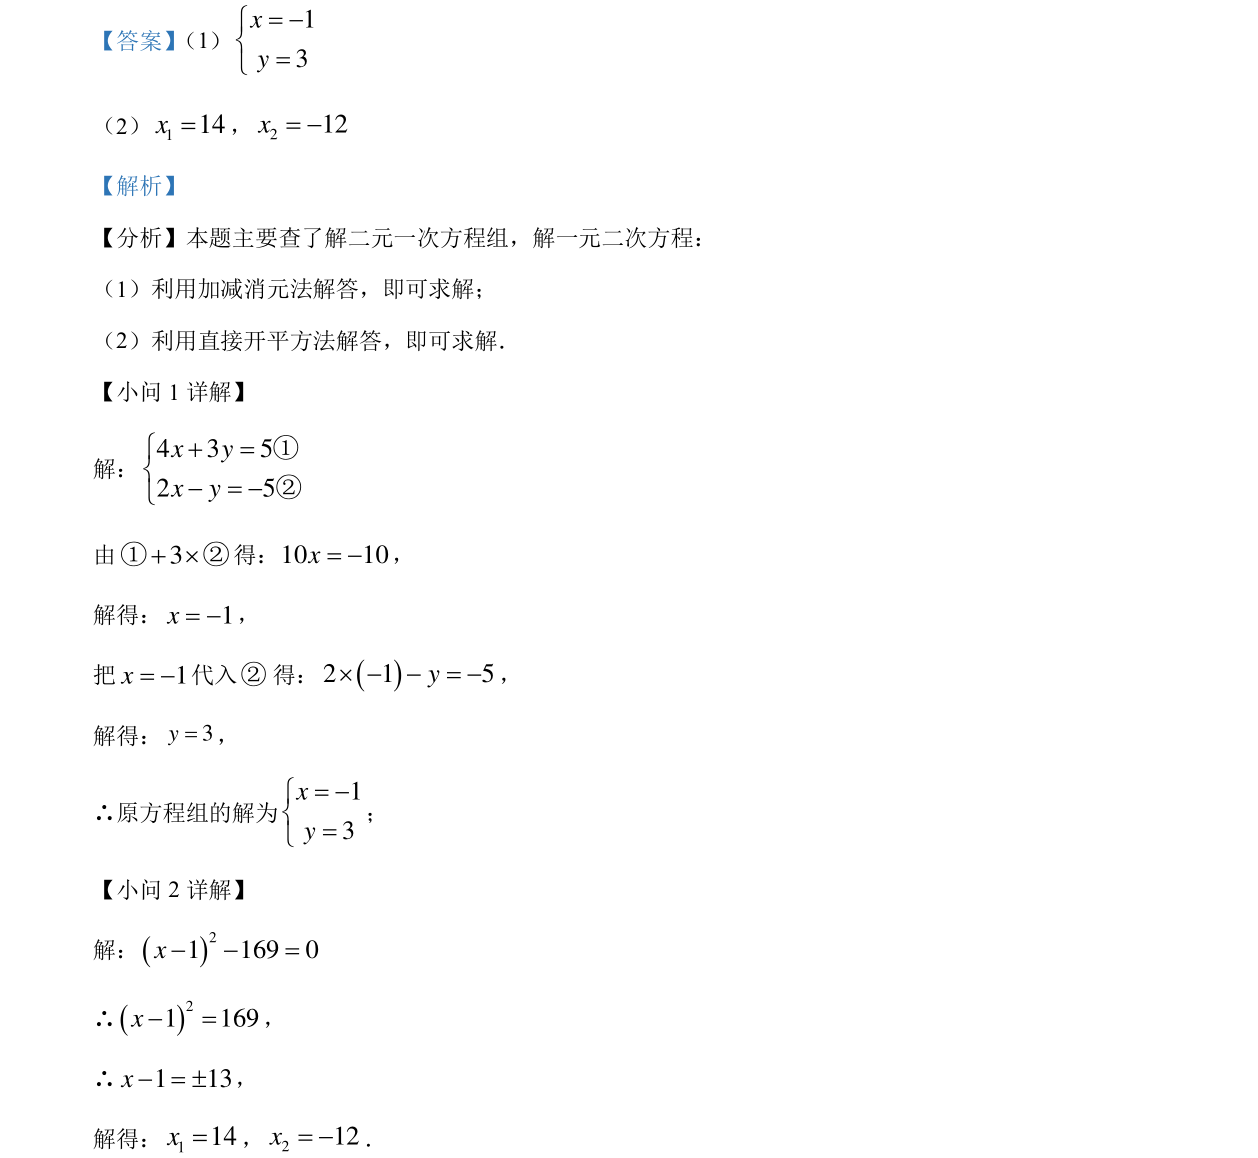 【答案】（1）{x=−1
y=3
（2）x₁=14，x₂=−12
【解析】
【分析】本题主要查了解二元一次方程组，解一元二次方程：
（1）利用加减消元法解答，即可求解；
（2）利用直接开平方法解答，即可求解．
【小问 1 详解】
解：{4x+3y=5①
2x−y=−5②
由①+3×②得：10x=−10，
解得：x=−1，
把x=−1代入②得：2×(−1)−y=−5，
解得：y=3，
∴原方程组的解为{x=−1
y=3；
【小问 2 详解】
解：(x−1)²−169=0
∴(x−1)²=169，
∴x−1=±13，
解得：x₁=14，x₂=−12．